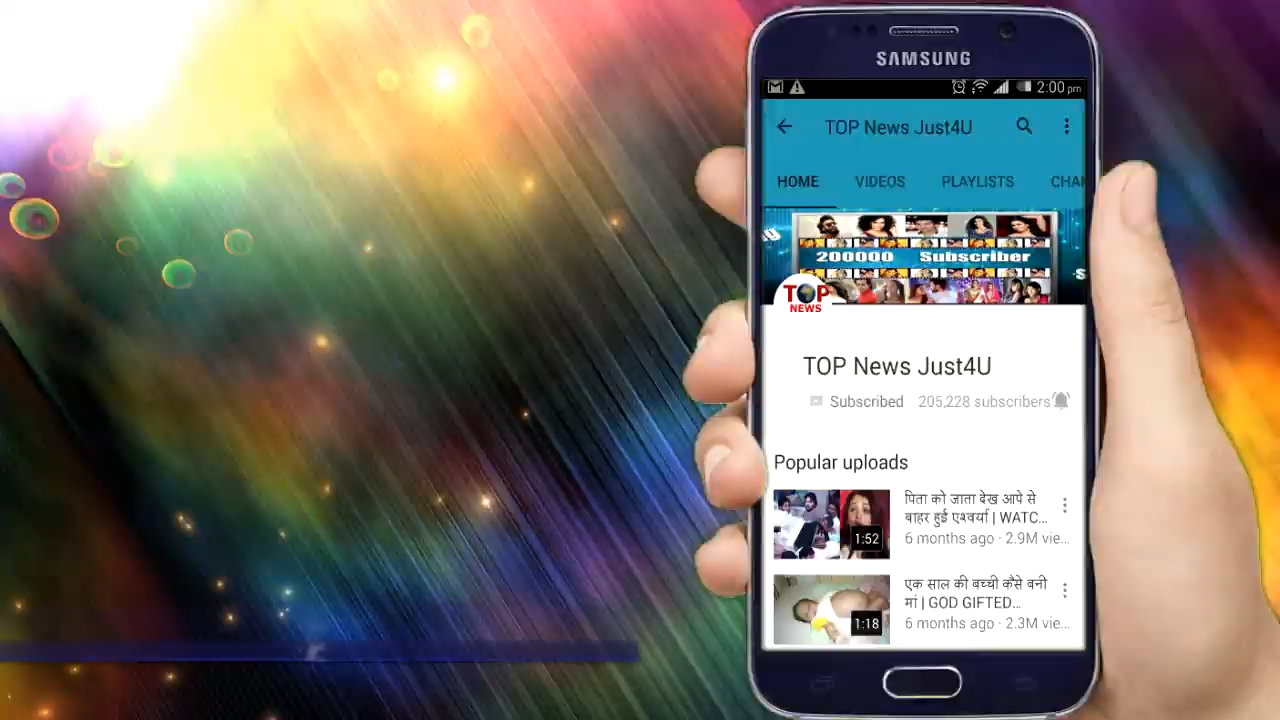 SAMSUNG
2:00 pm
TOP News Just4U
HOME VIDEOS PLAYLISTS CHA
200000 Subscriber
TOP
NEWS
TOP News Just4U
Subscribed 205,228 subscribers
Popular uploads
पिता को जाता देख आपे से
बाहर हुई एश्वर्या | WATC...
6 months ago · 2.9M vie...
1:52
एक साल की बच्ची कैसे बनी
मां | GOD GIFTED...
6 months ago · 2.3M vie...
1:18